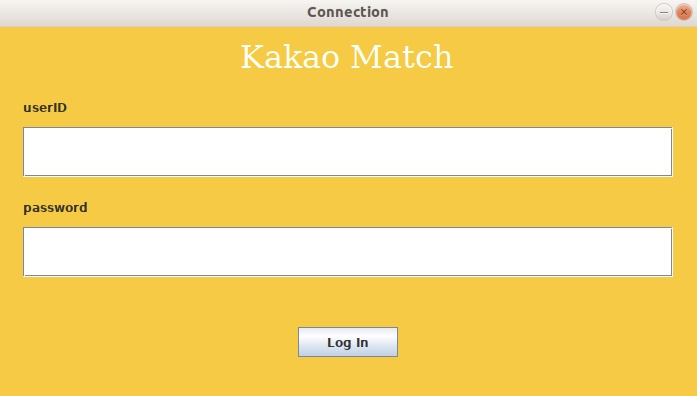 Connection
Kakao Match
userID
password
Log In